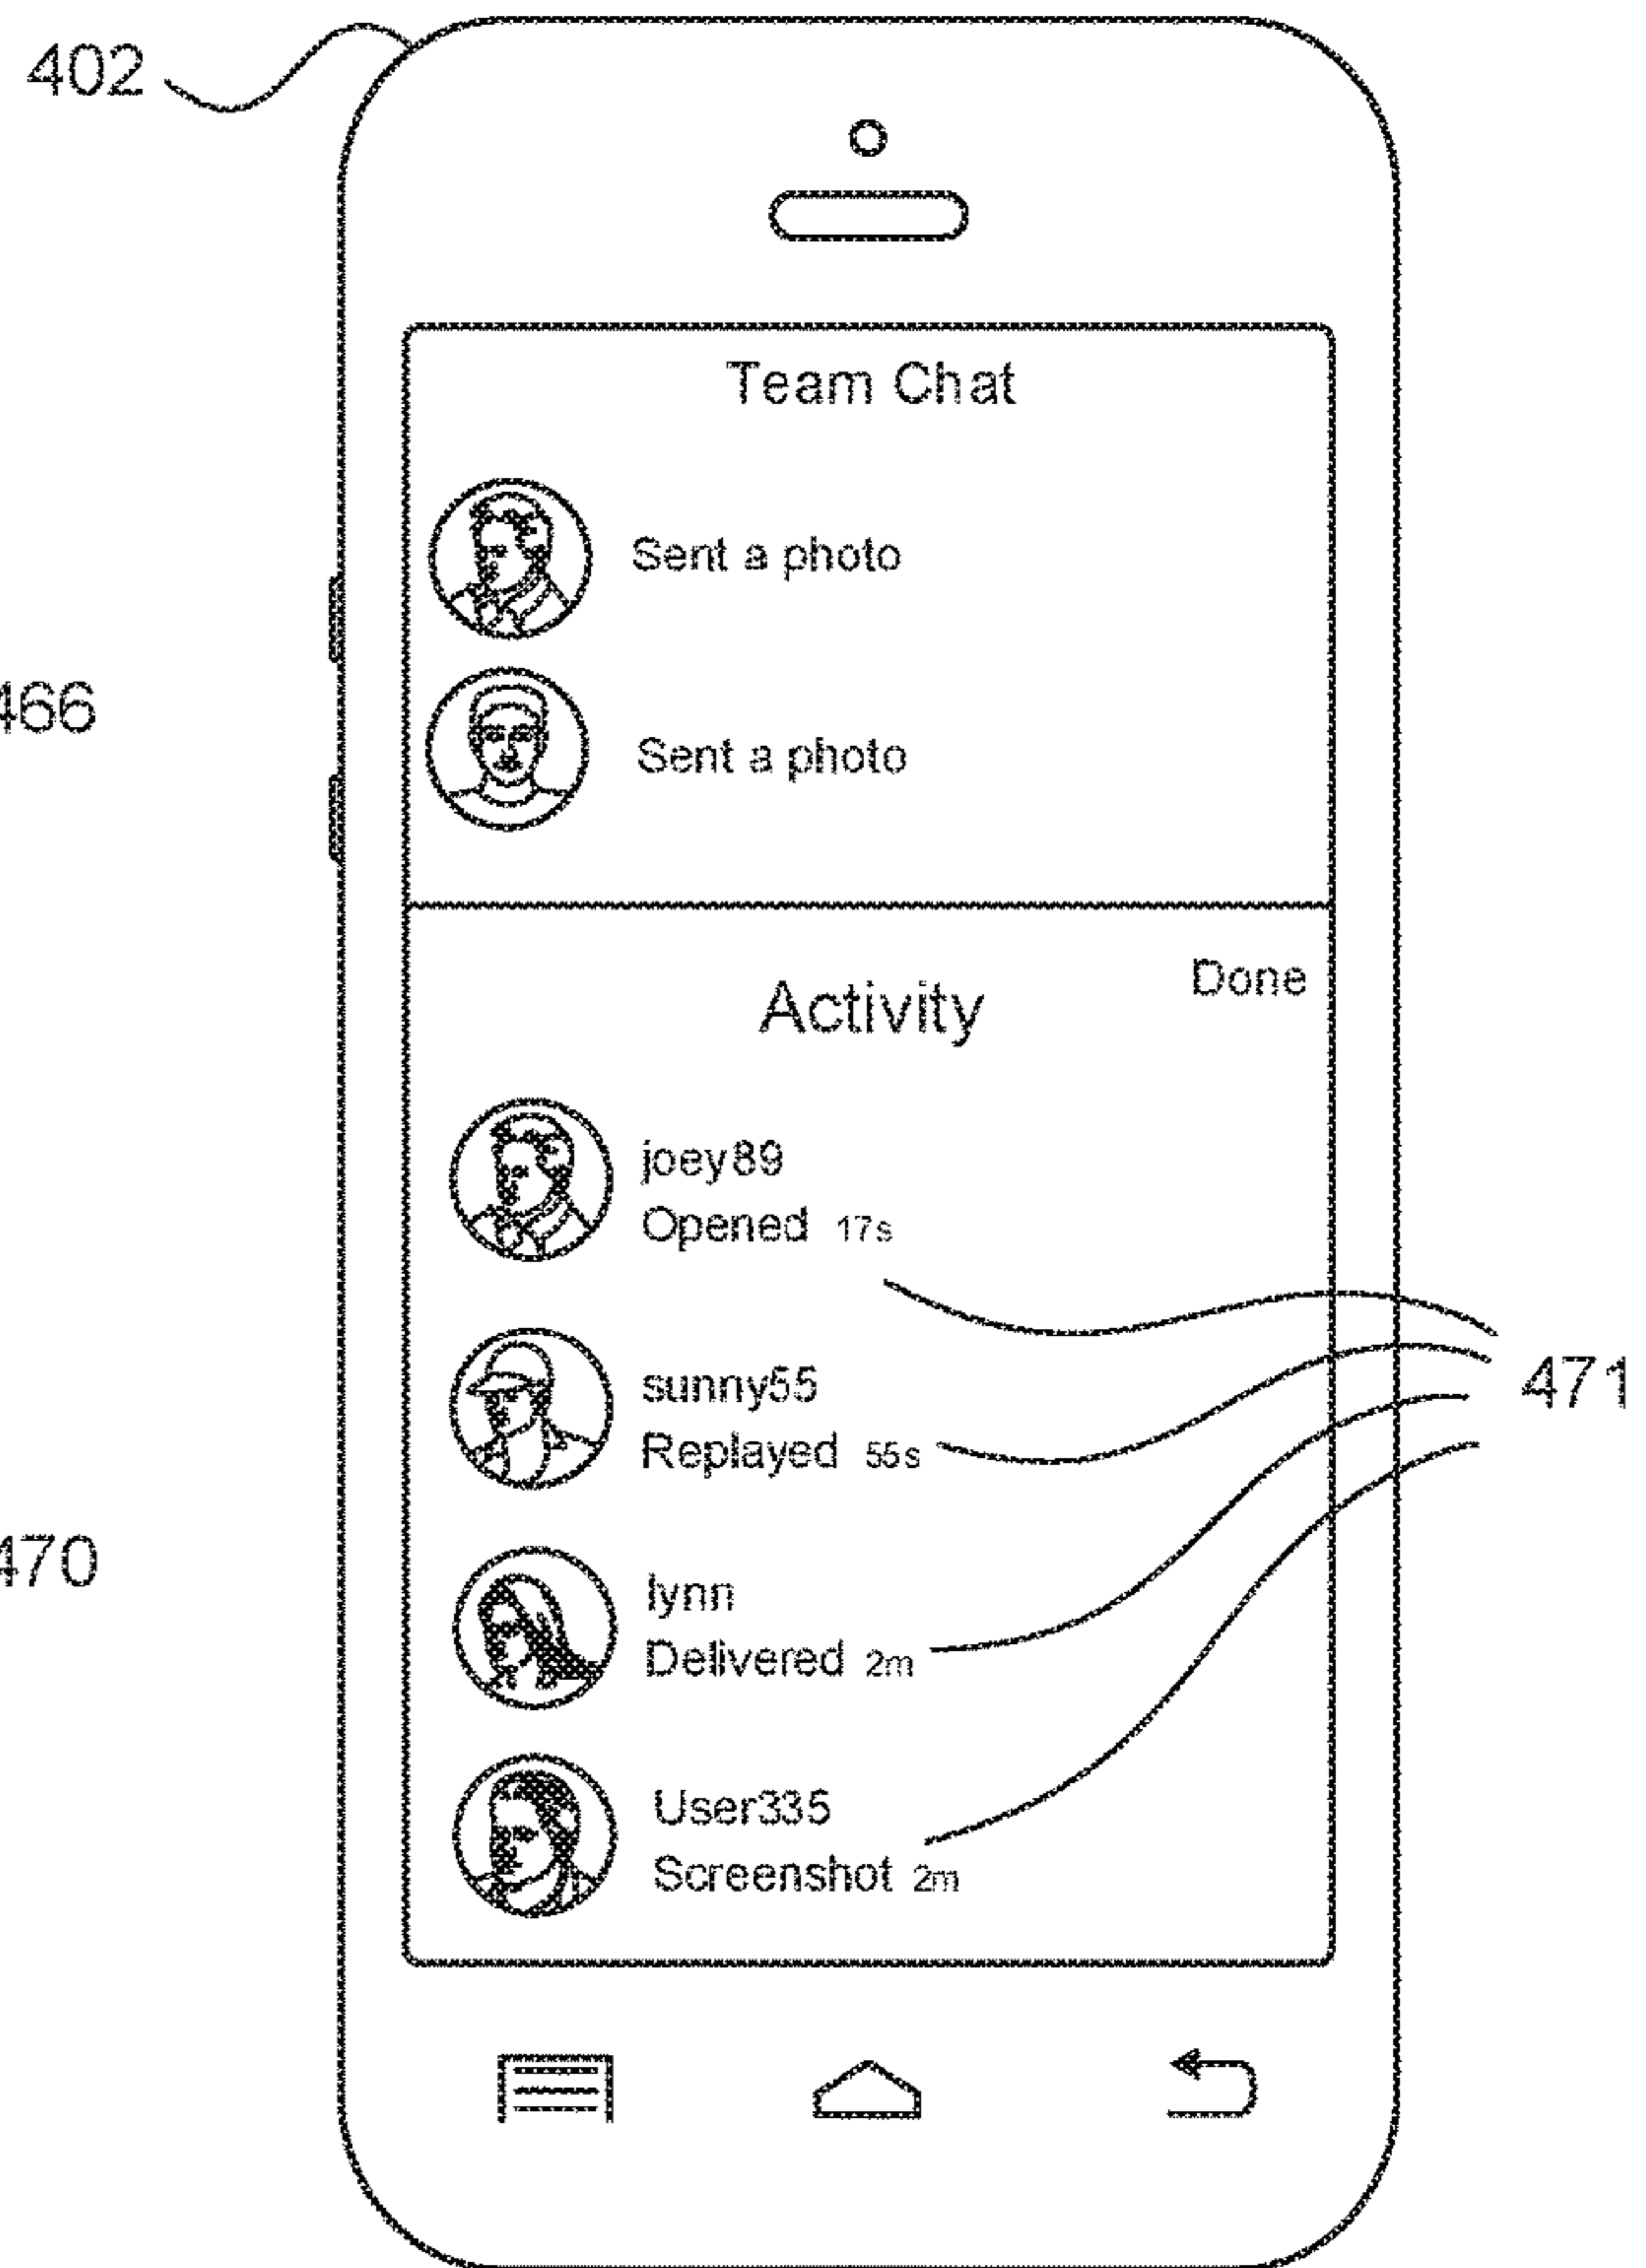 402
Team Chat
Sent a photo
466
Sent a photo
Done
Activity
joey89
Opened 17s
sunny55
Replayed 55s
471
470
lynn
Delivered 2m
User335
Screenshot 2m